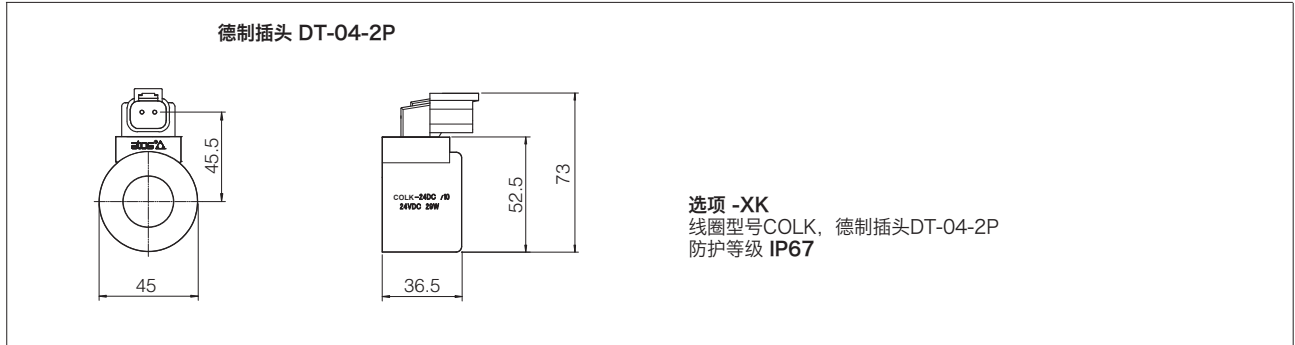 德制插头 DT-04-2P
atos
45.5
45
COLK-24DC /10
24VDC 29W
52.5
73
36.5
选项 -XK
线圈型号COLK，德制插头DT-04-2P
防护等级 IP67